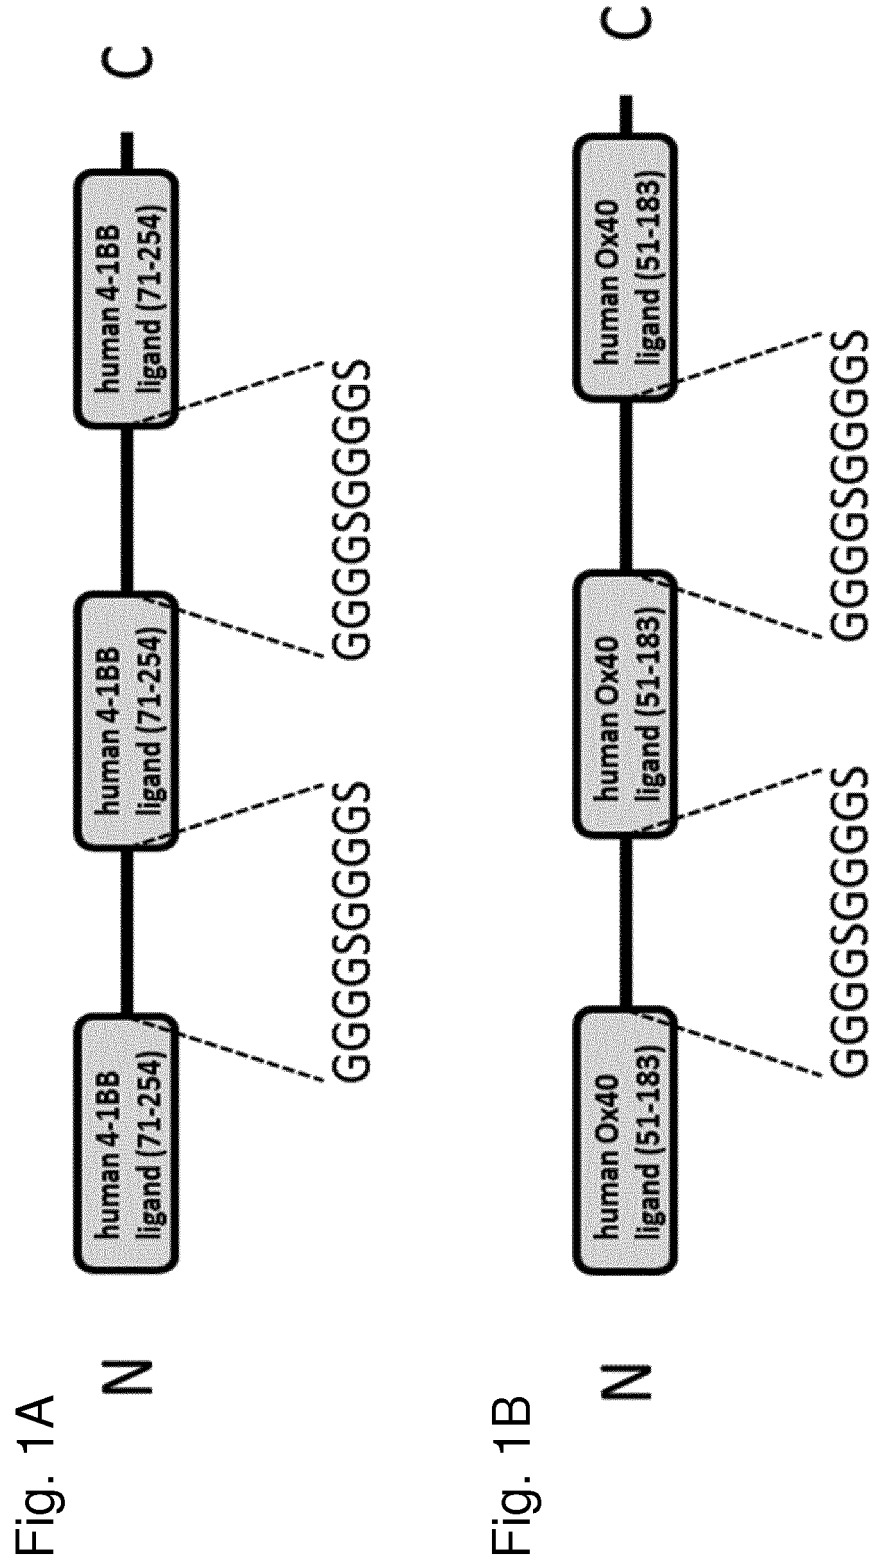 Fig. 1A
N
human 4-1BB
ligand (71-254)
human 4-1BB
ligand (71-254)
human 4-1BB
ligand (71-254)
C
GGGGSGGGGS
GGGGSGGGGS
Fig. 1B
N
human Ox40
ligand (51-183)
human Ox40
ligand (51-183)
human Ox40
ligand (51-183)
C
GGGGSGGGGS
GGGGSGGGGS